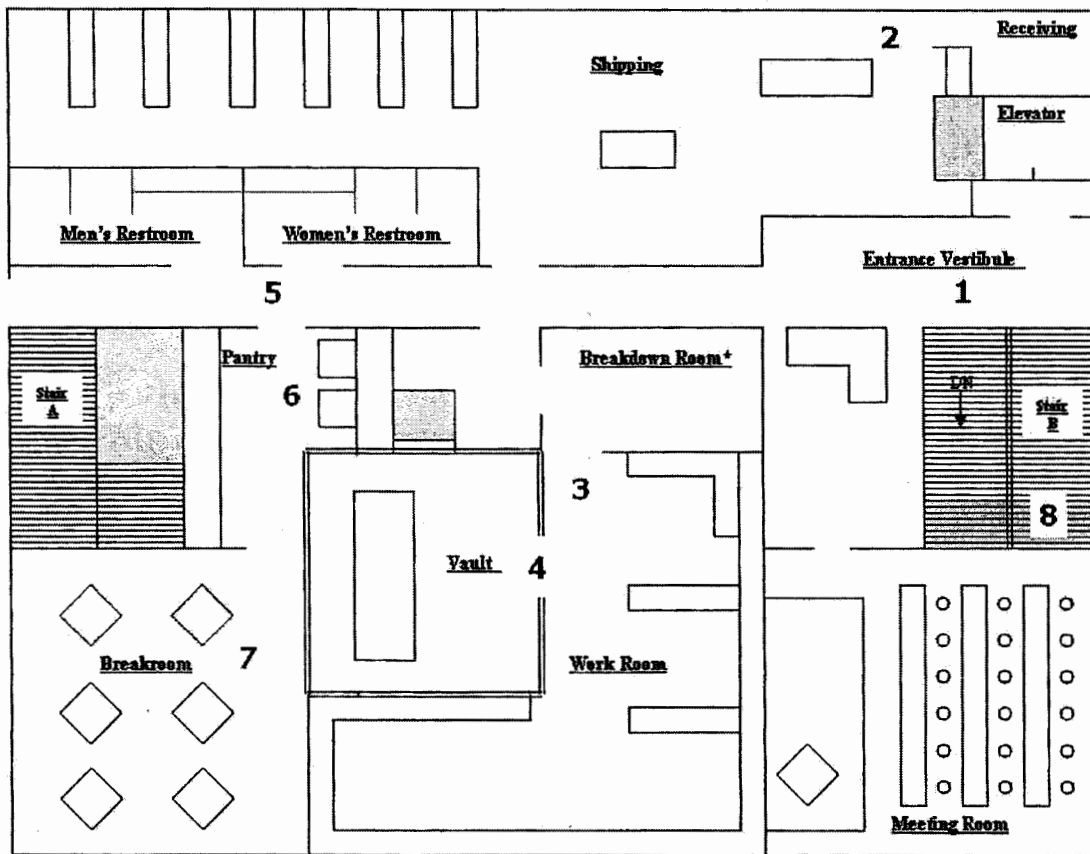 2
Receiving
Shipping
Elevator
Men's Restroom
Women's Restroom
Entrance Vestibule
5
1
Pantry
Breakdown Room*
Stair
A
6
DN
Stair
B
3
8
Vault
4
Breakroom
7
Work Room
Meeting Room